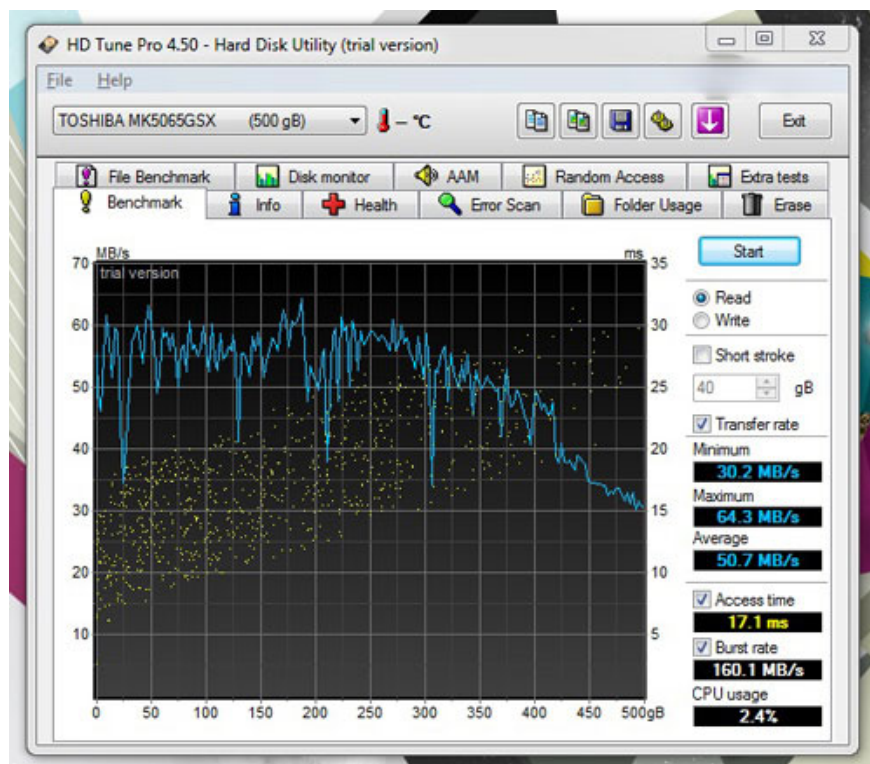 HD Tune Pro 4.50 - Hard Disk Utility (trial version)
File Help
TOSHIBA MK5065GSX (500 gB) – °C Exit
File Benchmark Disk monitor AAM Random Access Extra tests
Benchmark Info Health Error Scan Folder Usage Erase
MB/s ms
trial version
70 60 50 40 30 20 10
35 30 25 20 15 10 5
0 50 100 150 200 250 300 350 400 450 500gB
Start
Read
Write
Short stroke
40 gB
Transfer rate
Minimum
30.2 MB/s
Maximum
64.3 MB/s
Average
50.7 MB/s
Access time
17.1 ms
Burst rate
160.1 MB/s
CPU usage
2.4%